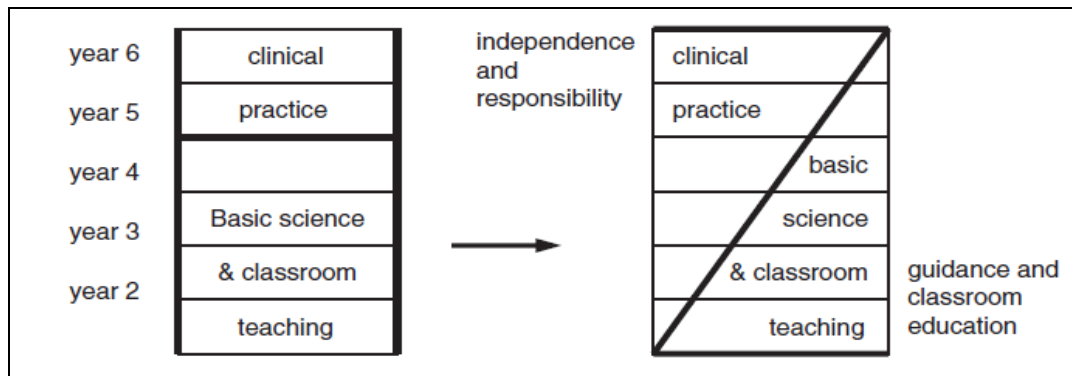 year 6
clinical
year 5
practice
year 4
year 3
Basic science
& classroom
year 2
teaching
independence
and
responsibility
clinical
practice
basic
science
& classroom
teaching
guidance and
classroom
education